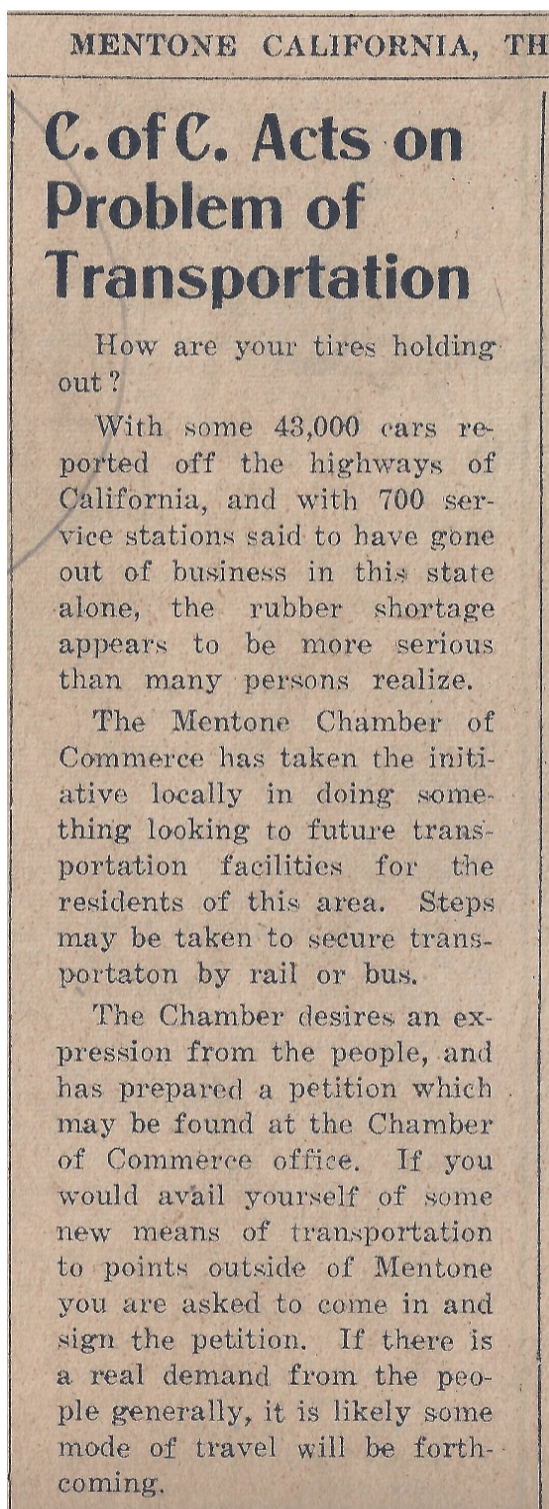 MENTONE CALIFORNIA, TH
C. of C. Acts on
Problem of
Transportation
How are your tires holding
out?
With some 43,000 cars re-
ported off the highways of
California, and with 700 ser-
vice stations said to have gone
out of business in this state
alone, the rubber shortage
appears to be more serious
than many persons realize.
The Mentone Chamber of
Commerce has taken the initi-
ative locally in doing some-
thing looking to future trans-
portation facilities for the
residents of this area. Steps
may be taken to secure trans-
portaton by rail or bus.
The Chamber desires an ex-
pression from the people, and
has prepared a petition which
may be found at the Chamber
of Commerce office. If you
would avail yourself of some
new means of transportation
to points outside of Mentone
you are asked to come in and
sign the petition. If there is
a real demand from the peo-
ple generally, it is likely some
mode of travel will be forth-
coming.